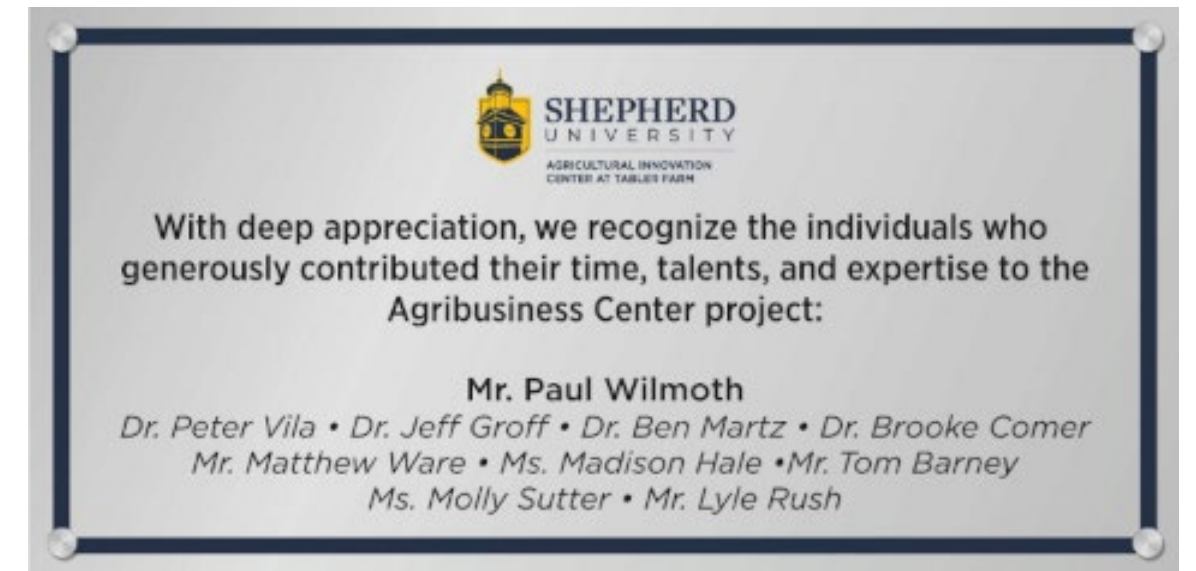 SHEPHERD
UNIVERSITY
AGRICULTURAL INNOVATION
CENTER AT TABLER FARM
With deep appreciation, we recognize the individuals who
generously contributed their time, talents, and expertise to the
Agribusiness Center project:
Mr. Paul Wilmoth
Dr. Peter Vila • Dr. Jeff Groff • Dr. Ben Martz • Dr. Brooke Comer
Mr. Matthew Ware • Ms. Madison Hale •Mr. Tom Barney
Ms. Molly Sutter • Mr. Lyle Rush